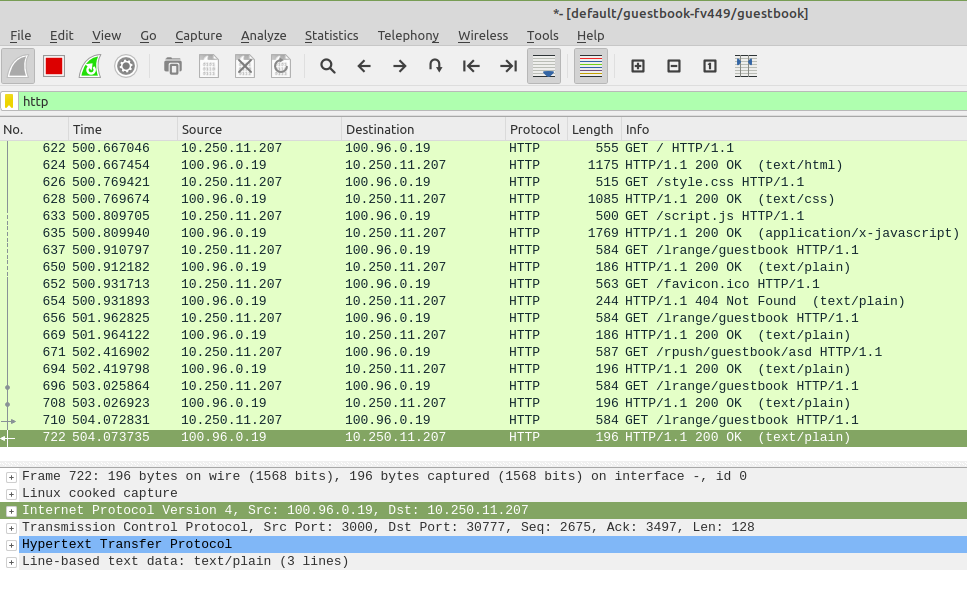 *- [default/guestbook-fv449/guestbook]
File Edit View Go Capture Analyze Statistics Telephony Wireless Tools Help
http
No. Time Source Destination Protocol Length Info
622 500.667046 10.250.11.207 100.96.0.19 HTTP 555 GET / HTTP/1.1
624 500.667454 100.96.0.19 10.250.11.207 HTTP 1175 HTTP/1.1 200 OK (text/html)
626 500.769421 10.250.11.207 100.96.0.19 HTTP 515 GET /style.css HTTP/1.1
628 500.769674 100.96.0.19 10.250.11.207 HTTP 1085 HTTP/1.1 200 OK (text/css)
633 500.809705 10.250.11.207 100.96.0.19 HTTP 500 GET /script.js HTTP/1.1
635 500.809940 100.96.0.19 10.250.11.207 HTTP 1769 HTTP/1.1 200 OK (application/x-javascript)
637 500.910797 10.250.11.207 100.96.0.19 HTTP 584 GET /lrange/guestbook HTTP/1.1
650 500.912182 100.96.0.19 10.250.11.207 HTTP 186 HTTP/1.1 200 OK (text/plain)
652 500.931713 10.250.11.207 100.96.0.19 HTTP 563 GET /favicon.ico HTTP/1.1
654 500.931893 100.96.0.19 10.250.11.207 HTTP 244 HTTP/1.1 404 Not Found (text/plain)
656 501.962825 10.250.11.207 100.96.0.19 HTTP 584 GET /lrange/guestbook HTTP/1.1
669 501.964122 100.96.0.19 10.250.11.207 HTTP 186 HTTP/1.1 200 OK (text/plain)
671 502.416902 10.250.11.207 100.96.0.19 HTTP 587 GET /rpush/guestbook/asd HTTP/1.1
694 502.419798 100.96.0.19 10.250.11.207 HTTP 196 HTTP/1.1 200 OK (text/plain)
696 503.025864 10.250.11.207 100.96.0.19 HTTP 584 GET /lrange/guestbook HTTP/1.1
708 503.026923 100.96.0.19 10.250.11.207 HTTP 196 HTTP/1.1 200 OK (text/plain)
710 504.072831 10.250.11.207 100.96.0.19 HTTP 584 GET /lrange/guestbook HTTP/1.1
722 504.073735 100.96.0.19 10.250.11.207 HTTP 196 HTTP/1.1 200 OK (text/plain)
Frame 722: 196 bytes on wire (1568 bits), 196 bytes captured (1568 bits) on interface -, id 0
Linux cooked capture
Internet Protocol Version 4, Src: 100.96.0.19, Dst: 10.250.11.207
Transmission Control Protocol, Src Port: 3000, Dst Port: 30777, Seq: 2675, Ack: 3497, Len: 128
Hypertext Transfer Protocol
Line-based text data: text/plain (3 lines)